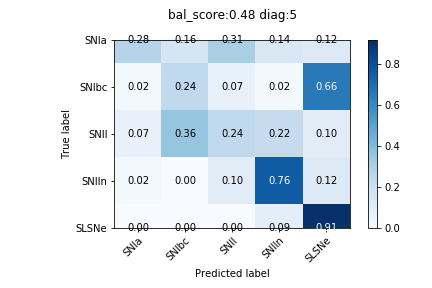 bal_score:0.48 diag:5
SNIa 0.28 0.16 0.31 0.14 0.12
SNIbc 0.02 0.24 0.07 0.02 0.66
SNII 0.07 0.36 0.24 0.22 0.10
SNIIn 0.02 0.00 0.10 0.76 0.12
SLSNe 0.00 0.00 0.00 0.09 0.91
True label
SNIa SNIbc SNII SNIIn SLSNe
Predicted label
0.8
0.6
0.4
0.2
0.0